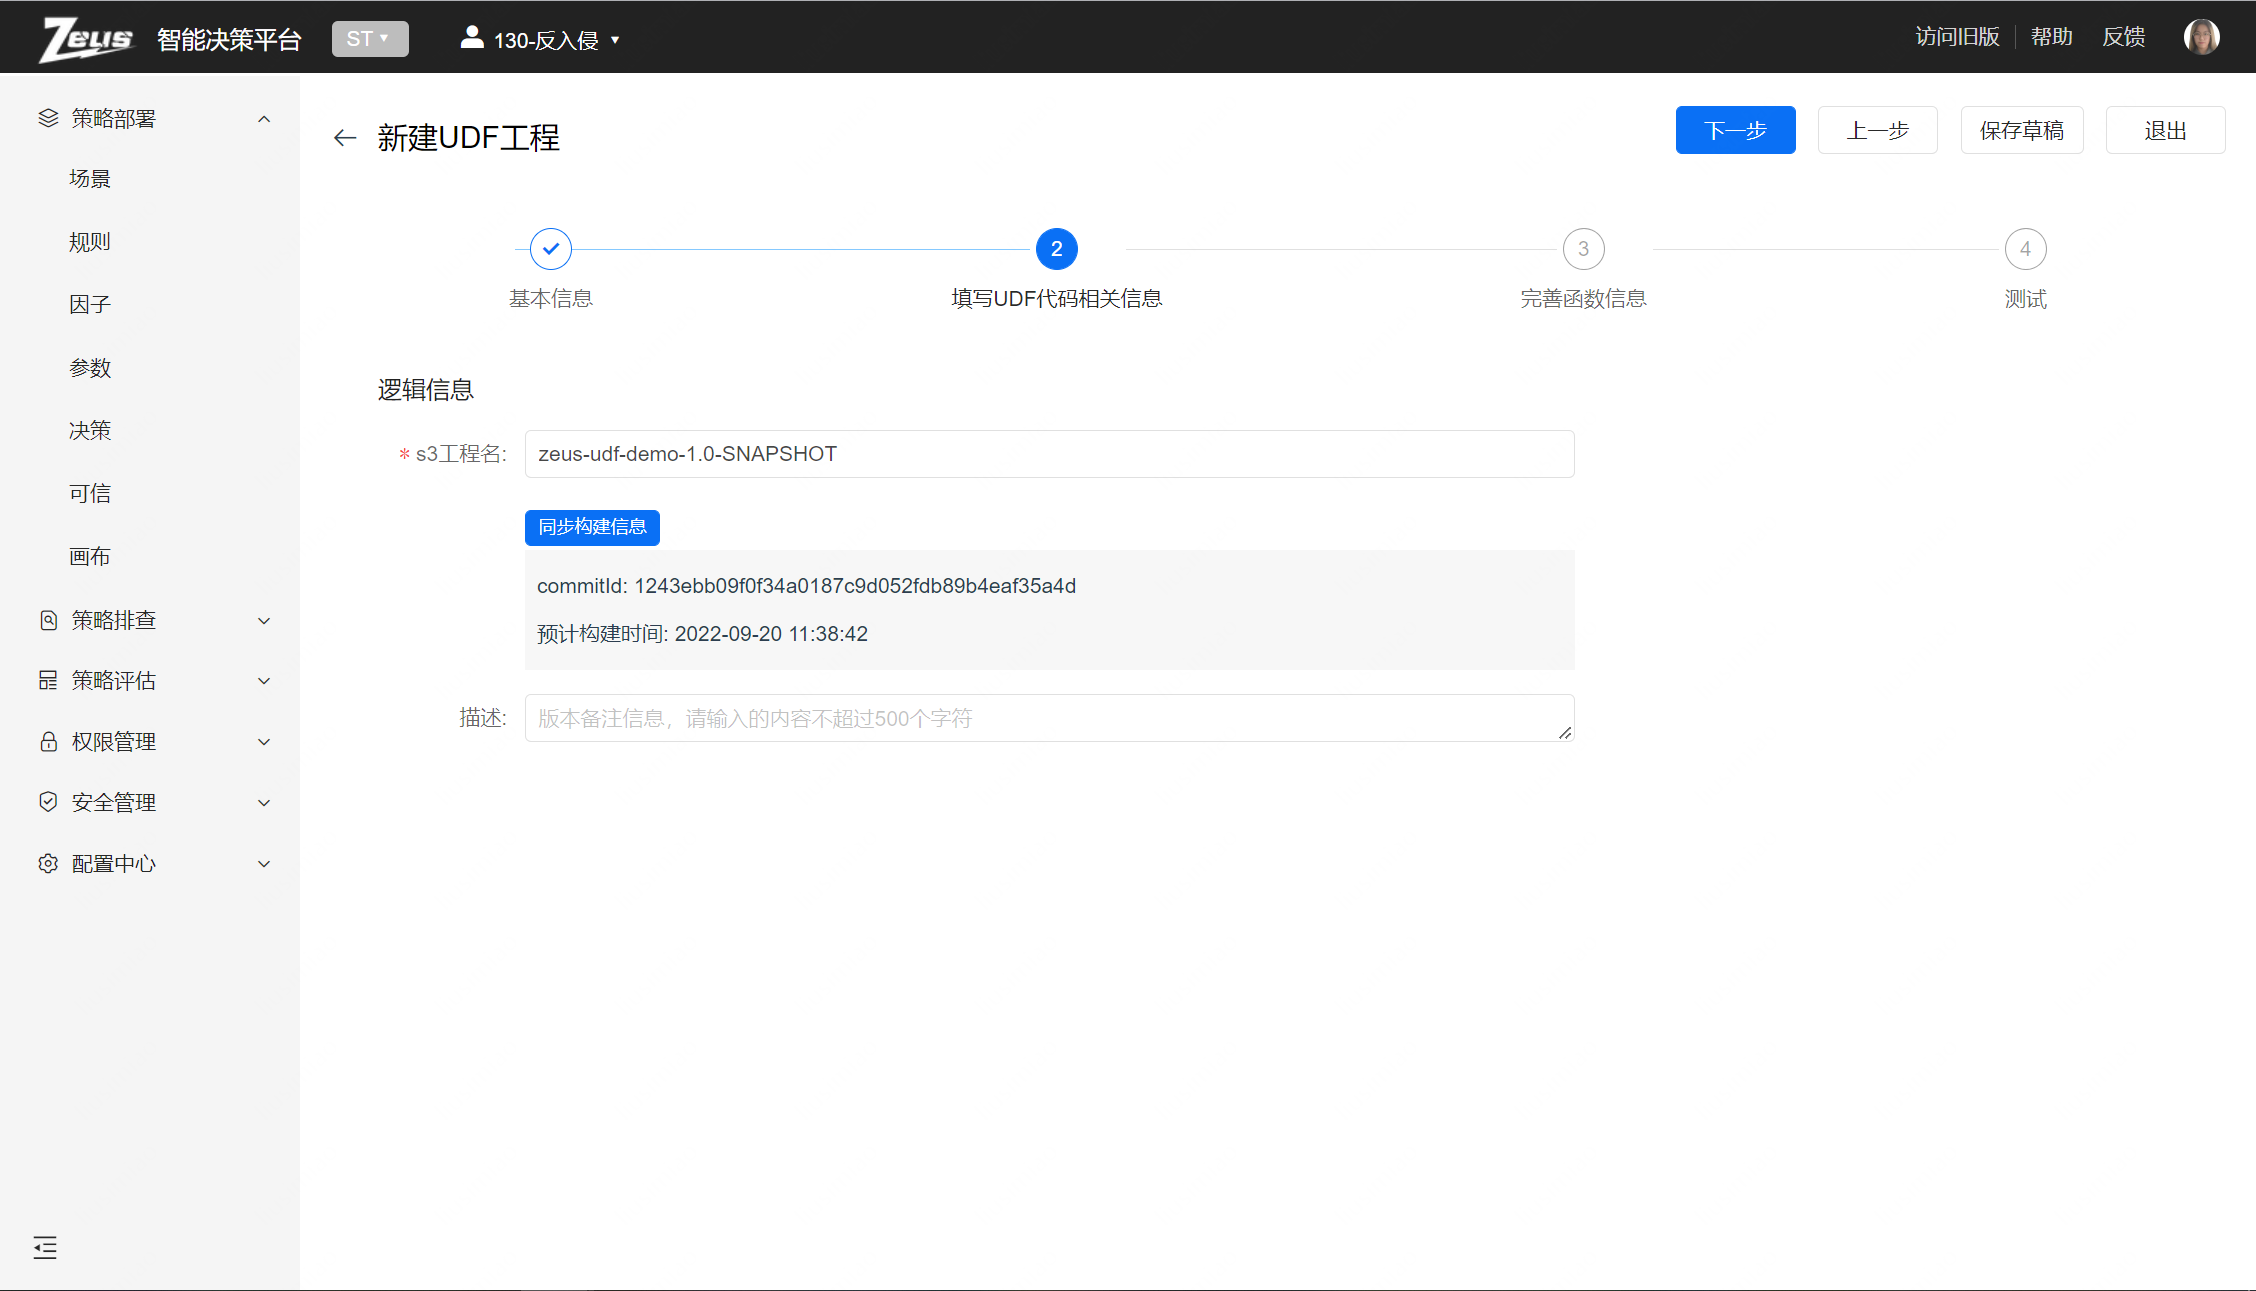 Zeus 智能决策平台 ST 130-反入侵 访问旧版 帮助 反馈
策略部署
场景
规则
因子
参数
决策
可信
画布
策略排查
策略评估
权限管理
安全管理
配置中心
新建UDF工程
下一步 上一步 保存草稿 退出
2 3 4
基本信息 填写UDF代码相关信息 完善函数信息 测试
逻辑信息
* s3工程名: zeus-udf-demo-1.0-SNAPSHOT
同步构建信息
commitId: 1243ebb09f0f34a0187c9d052fdb89b4eaf35a4d
预计构建时间: 2022-09-20 11:38:42
描述: 版本备注信息，请输入的内容不超过500个字符